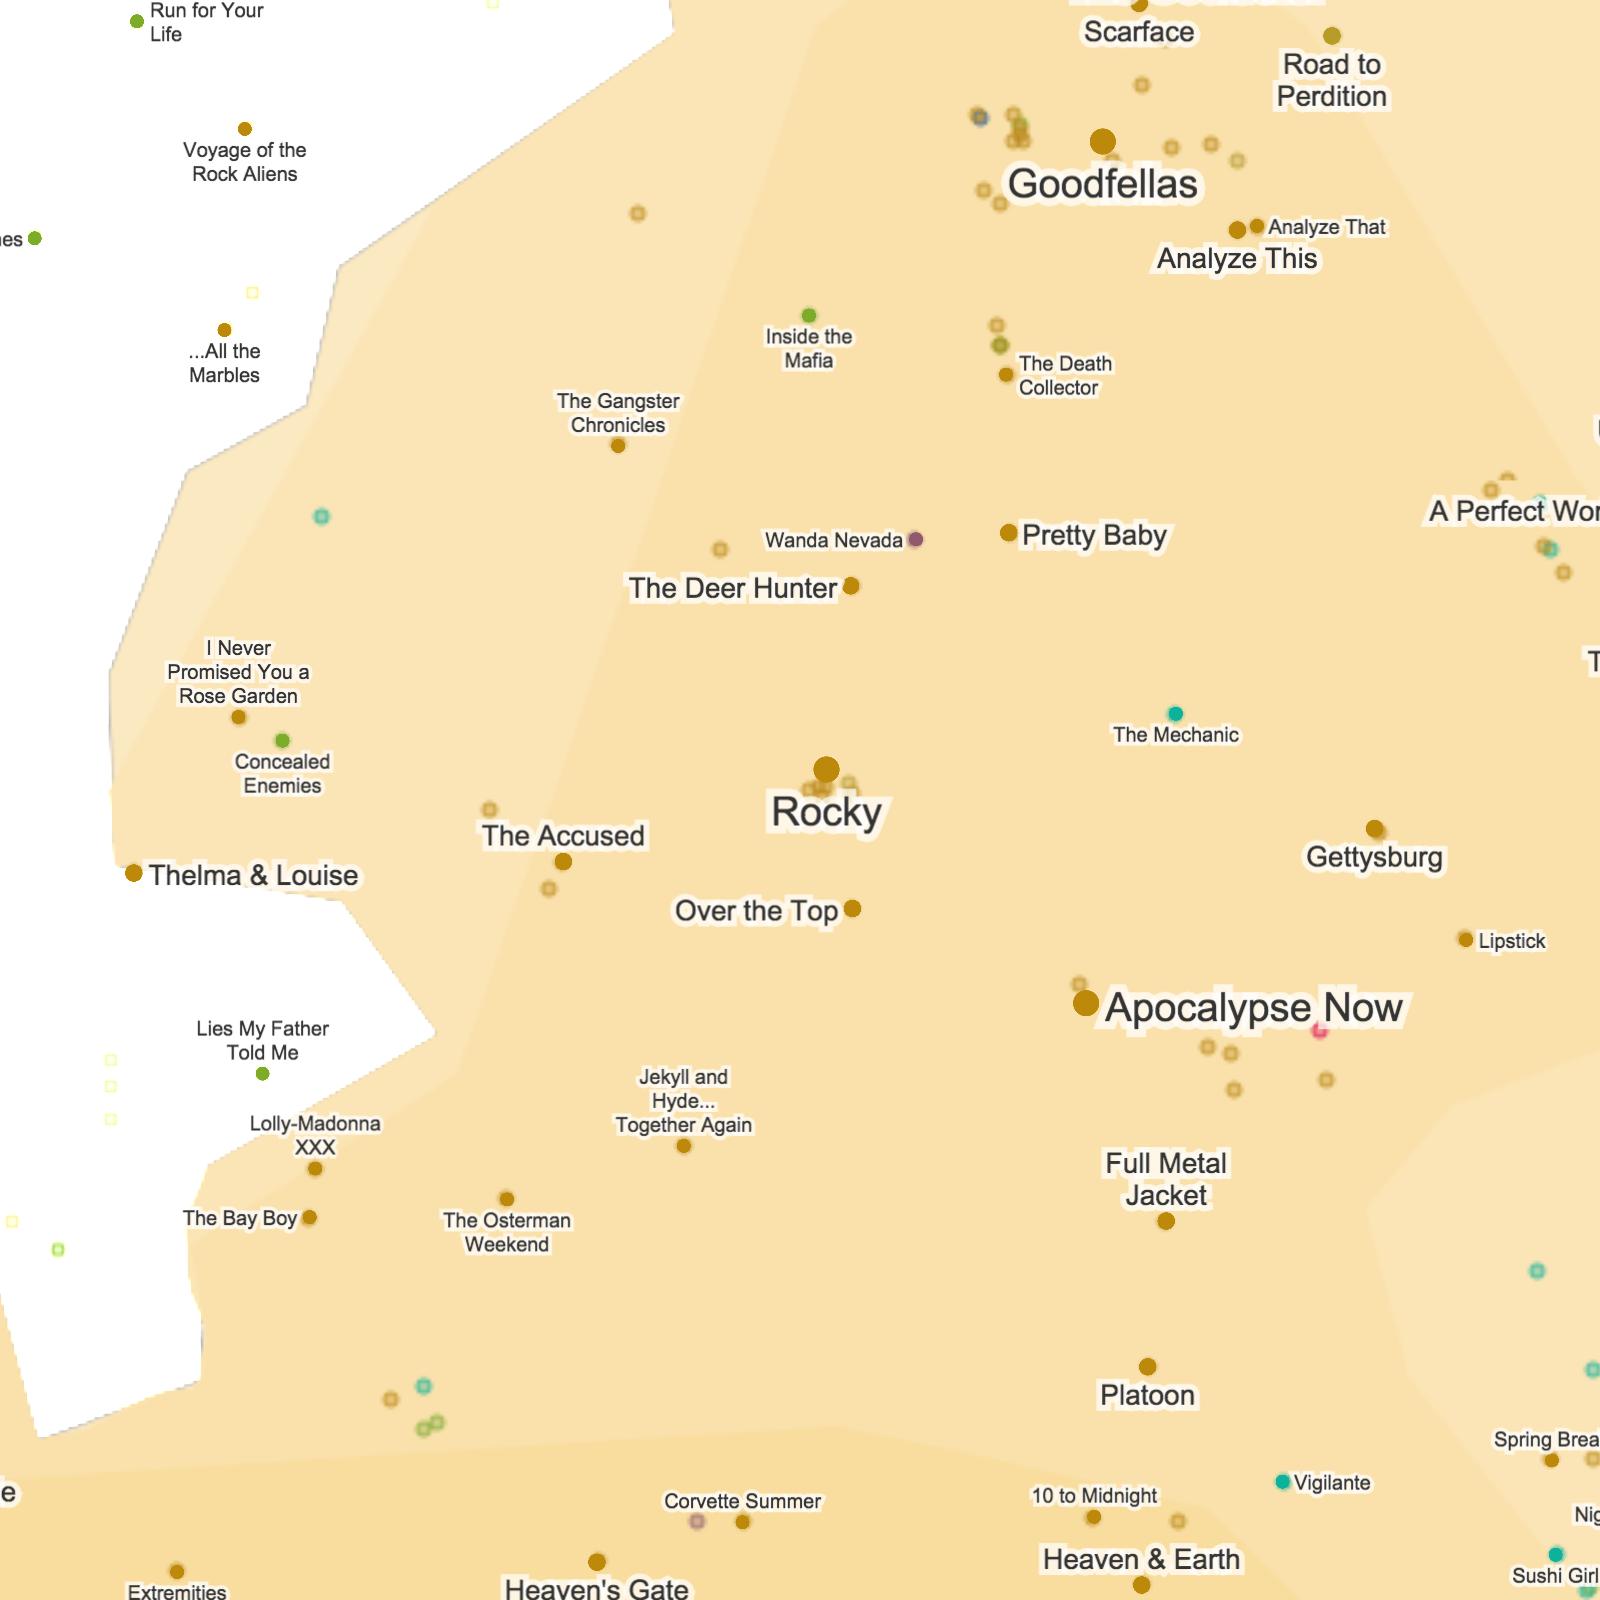 Run for Your
Life
Scarface
Road to
Perdition
Voyage of the
Rock Aliens
Goodfellas
Analyze That
Analyze This
...All the
Marbles
Inside the
Mafia
The Death
Collector
The Gangster
Chronicles
A Perfect Wor
Wanda Nevada
Pretty Baby
The Deer Hunter
I Never
Promised You a
Rose Garden
Concealed
Enemies
The Mechanic
Rocky
The Accused
Gettysburg
Thelma & Louise
Over the Top
Lipstick
Apocalypse Now
Lies My Father
Told Me
Jekyll and
Hyde...
Together Again
Lolly-Madonna
XXX
Full Metal
Jacket
The Bay Boy
The Osterman
Weekend
Platoon
Spring Brea
Vigilante
10 to Midnight
Corvette Summer
Nig
Heaven & Earth
Sushi Girl
Extremities
Heaven's Gate